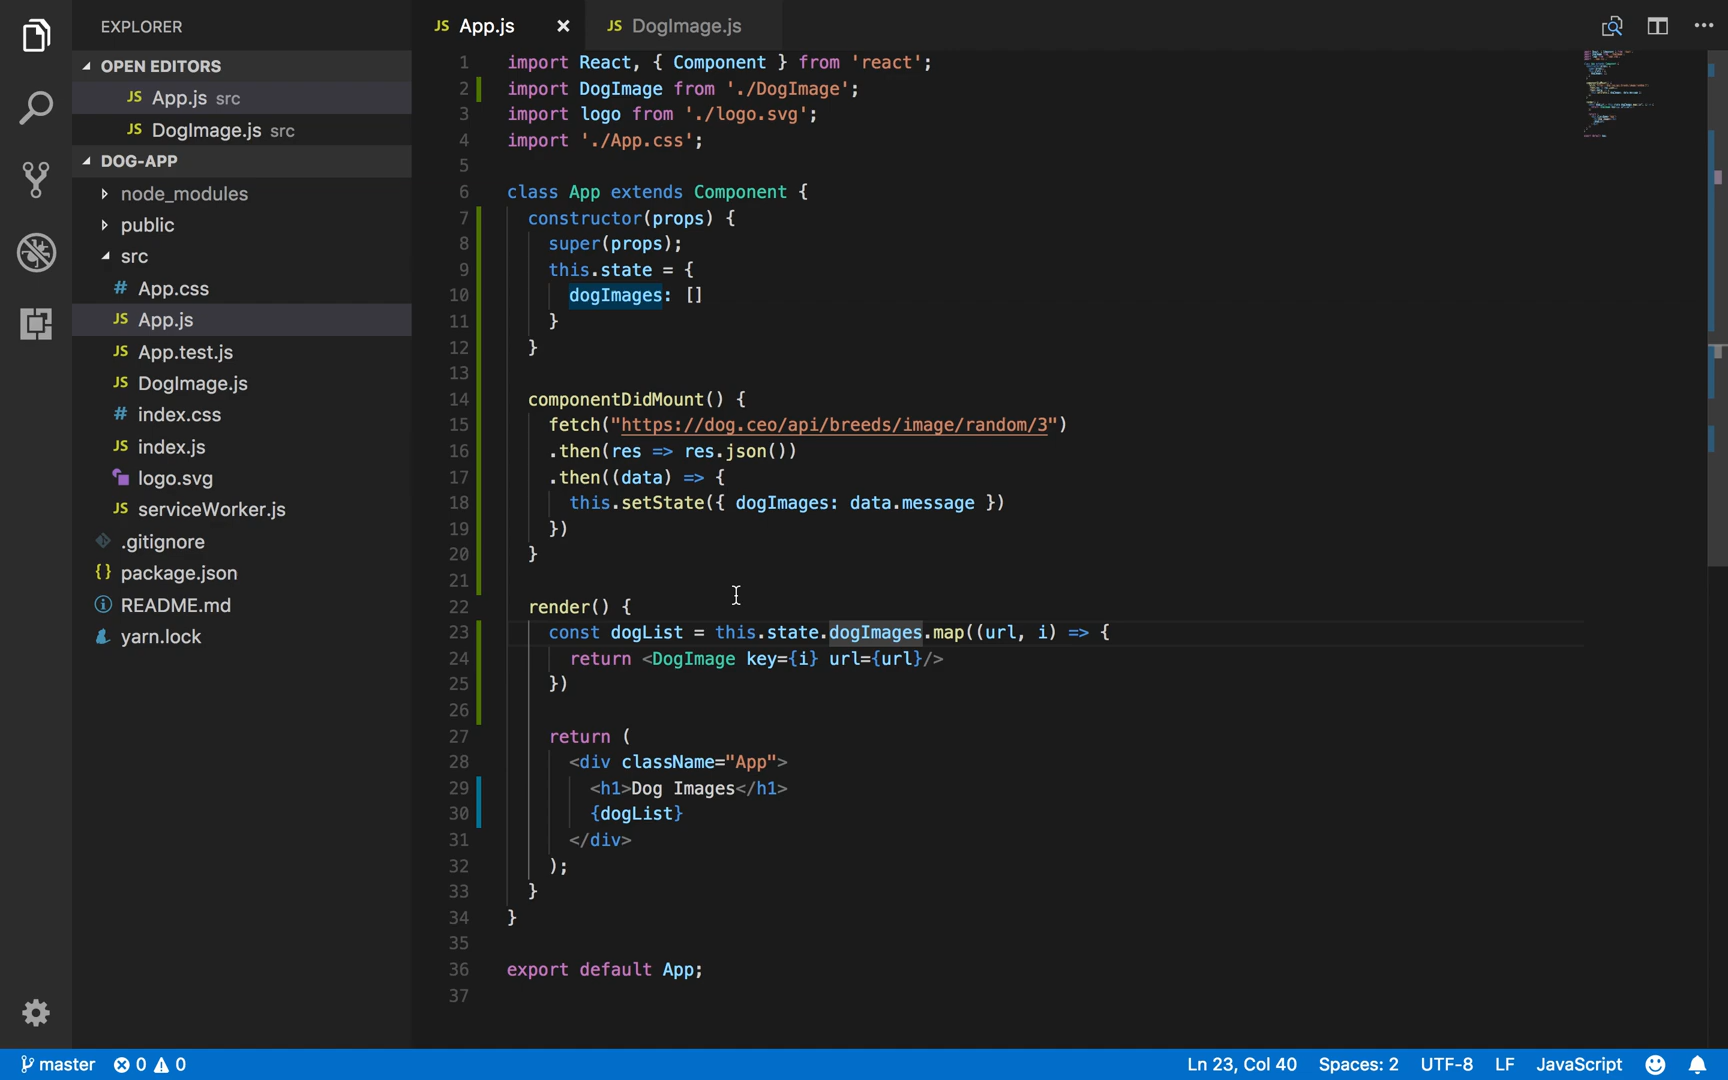 EXPLORER
OPEN EDITORS
JS App.js src
JS DogImage.js src
DOG-APP
node_modules
public
src
# App.css
JS App.js
JS App.test.js
JS DogImage.js
# index.css
JS index.js
logo.svg
JS serviceWorker.js
.gitignore
{} package.json
README.md
yarn.lock
JS App.js ×
JS DogImage.js
1 import React, { Component } from 'react';
2 import DogImage from './DogImage';
3 import logo from './logo.svg';
4 import './App.css';
5
6 class App extends Component {
7 constructor(props) {
8 super(props);
9 this.state = {
10 dogImages: []
11 }
12 }
13
14 componentDidMount() {
15 fetch("https://dog.ceo/api/breeds/image/random/3")
16 .then(res => res.json())
17 .then((data) => {
18 this.setState({ dogImages: data.message })
19 })
20 }
21
22 render() {
23 const dogList = this.state.dogImages.map((url, i) => {
24 return <DogImage key={i} url={url}/>
25 })
26
27 return (
28 <div className="App">
29 <h1>Dog Images</h1>
30 {dogList}
31 </div>
32 );
33 }
34 }
35
36 export default App;
37
master 0 0
Ln 23, Col 40 Spaces: 2 UTF-8 LF JavaScript